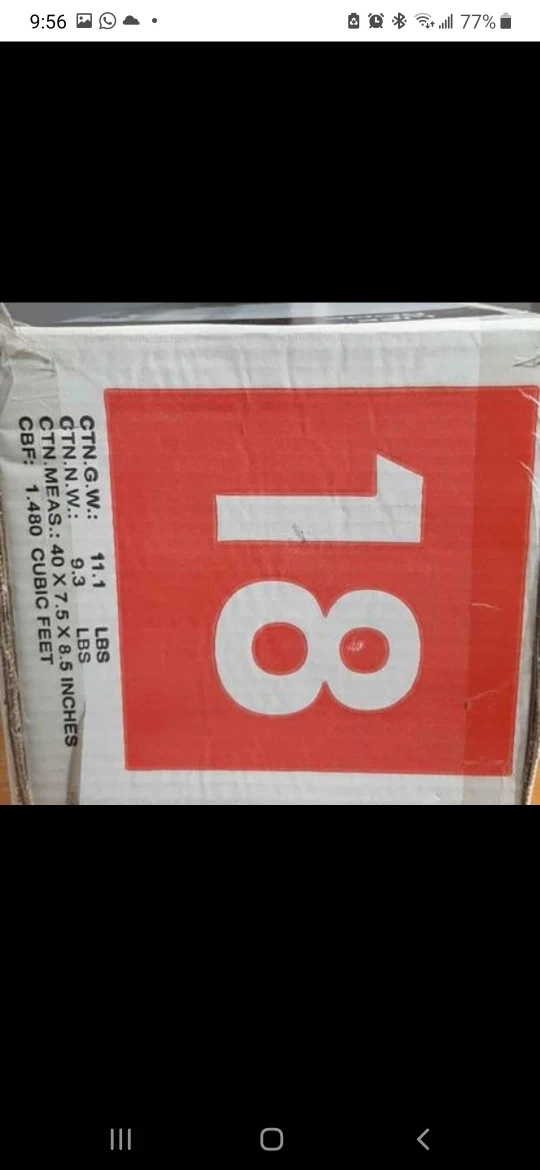 9:56
77%
18
CTN.G.W.: 11.1 LBS
CTN.N.W.: 9.3 LBS
CTN.MEAS.: 40 X 7.5 X 8.5 INCHES
CBF: 1.480 CUBIC FEET